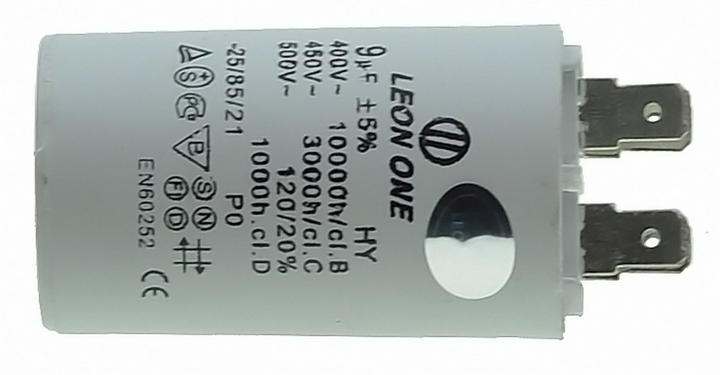 LEON ONE
9µF ±5% HY
400V~ 10000h/cl.B
450V~ 3000h/cl.C
500V~ 120/20%
1000h.cl.D
-25/85/21 P0
S B S N
FI D
EN60252 CE